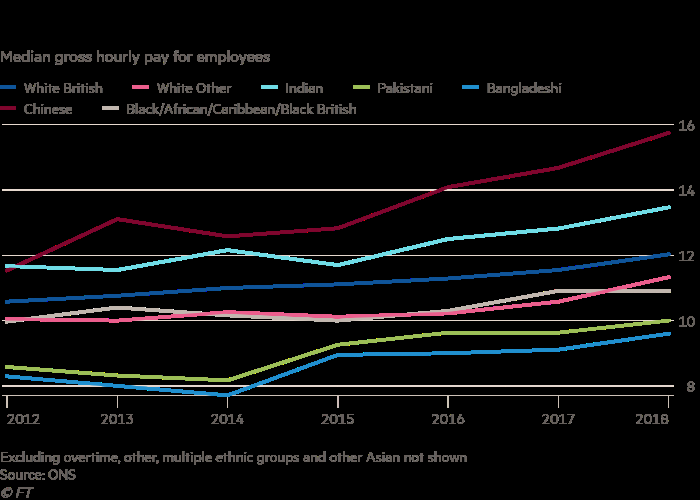 Median gross hourly pay for employees
White British White Other Indian Pakistani Bangladeshi
Chinese Black/African/Caribbean/Black British
16
14
12
10
8
2012 2013 2014 2015 2016 2017 2018
Excluding overtime, other, multiple ethnic groups and other Asian not shown
Source: ONS
© FT